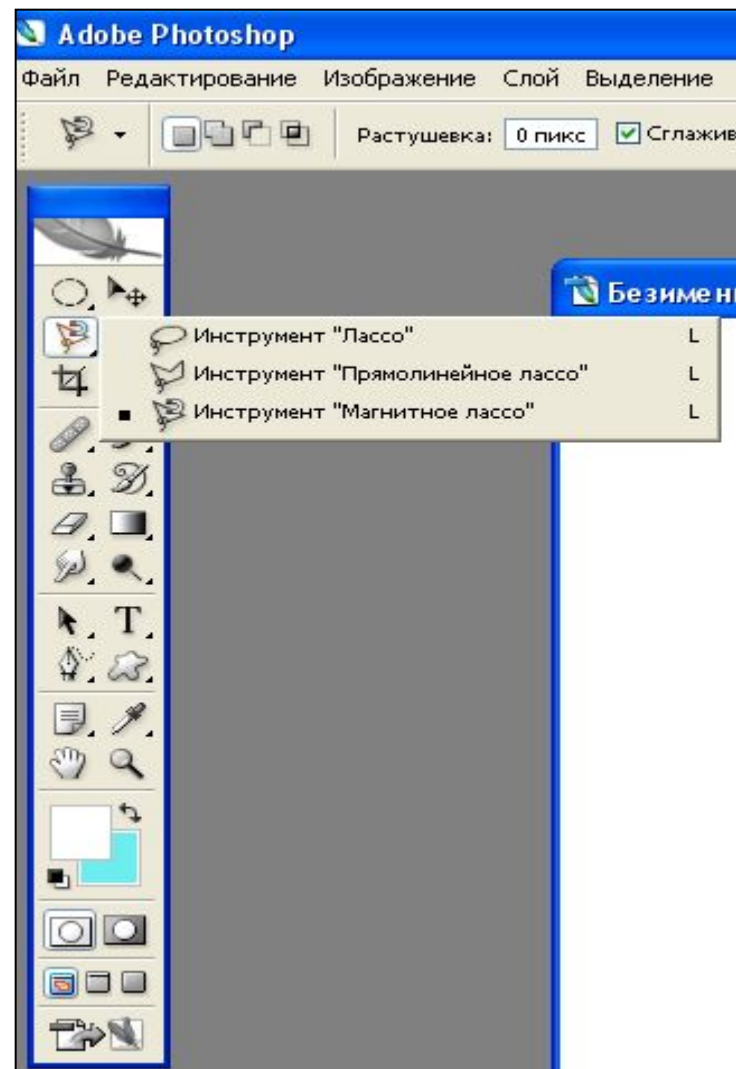 Adobe Photoshop
Файл Редактирование Изображение Слой Выделение
Растушевка: 0 пикс Сглажив
Безимени
Инструмент "Лассо" L
Инструмент "Прямолинейное лассо" L
Инструмент "Магнитное лассо" L
T